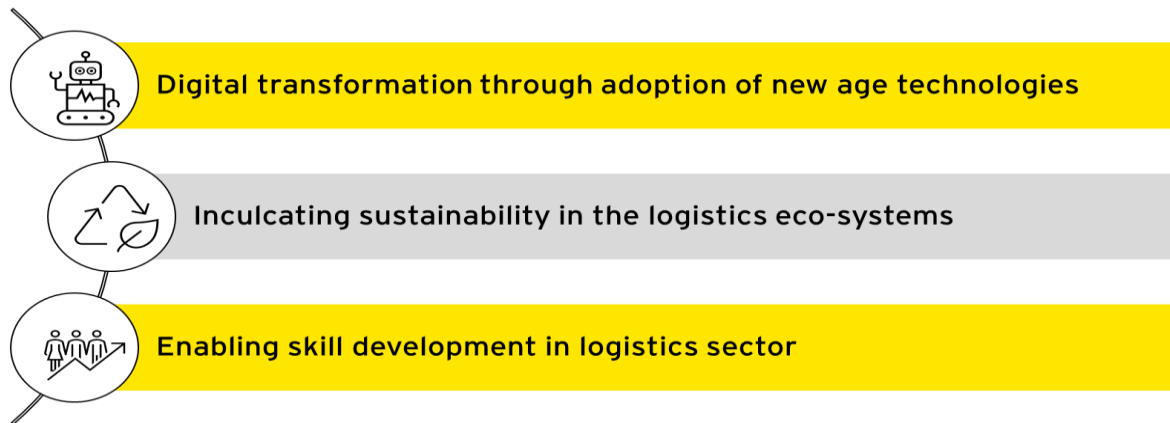 Digital transformation through adoption of new age technologies
Inculcating sustainability in the logistics eco-systems
Enabling skill development in logistics sector